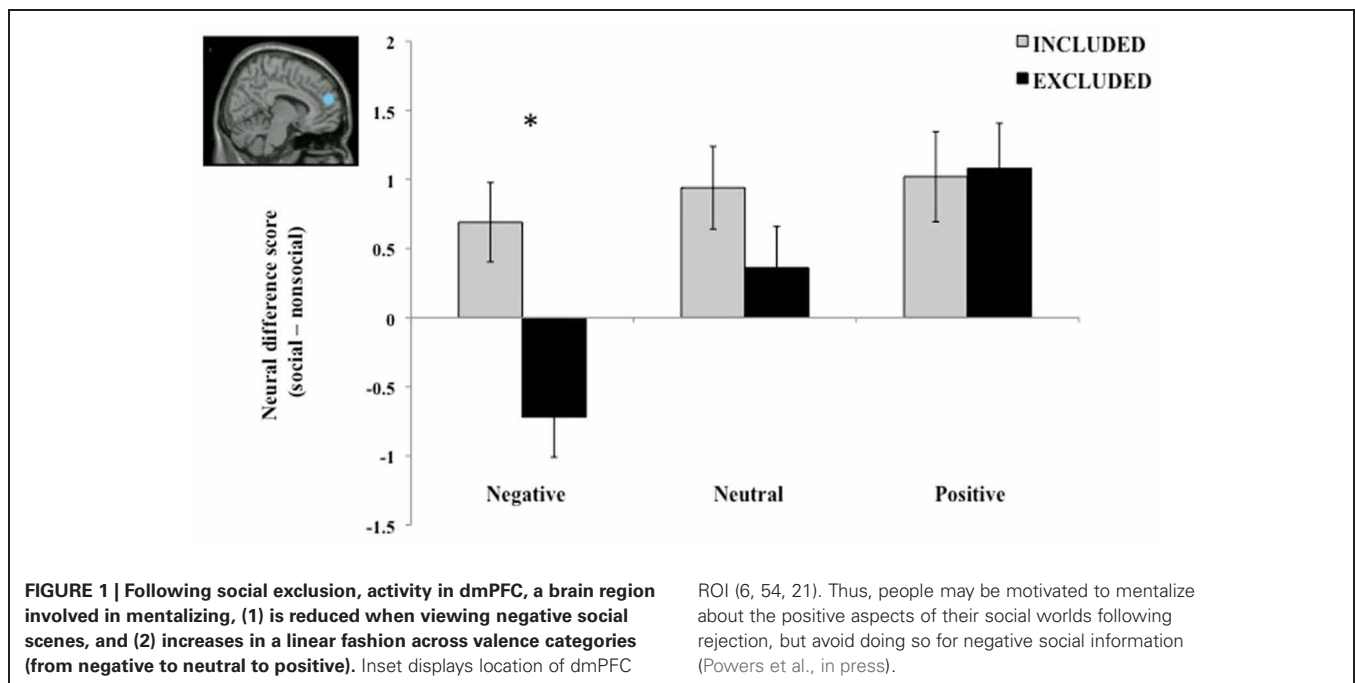 2
INCLUDED
EXCLUDED
1.5
*
1
Neural difference score
(social – nonsocial)
0.5
0
-0.5
-1
Negative
Neutral
Positive
-1.5
FIGURE 1 | Following social exclusion, activity in dmPFC, a brain region
involved in mentalizing, (1) is reduced when viewing negative social
scenes, and (2) increases in a linear fashion across valence categories
(from negative to neutral to positive). Inset displays location of dmPFC
ROI (6, 54, 21). Thus, people may be motivated to mentalize
about the positive aspects of their social worlds following
rejection, but avoid doing so for negative social information
(Powers et al., in press).